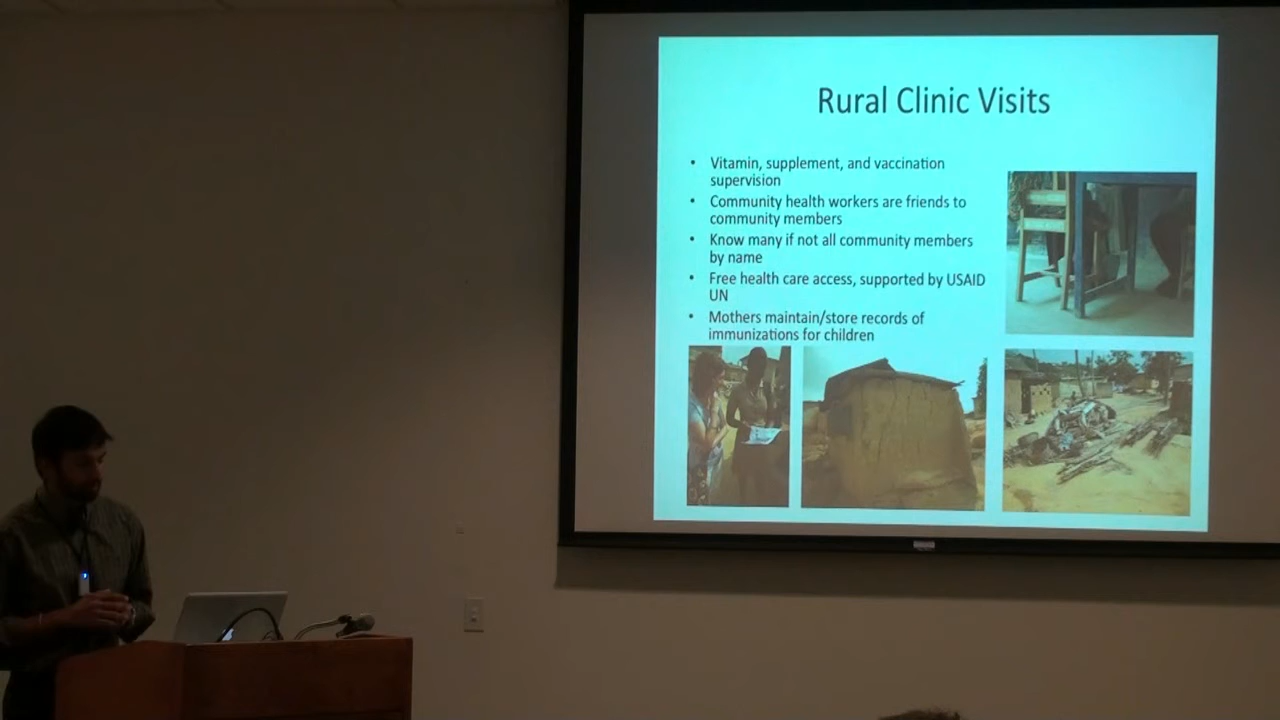 Rural Clinic Visits
• Vitamin, supplement, and vaccination
supervision
• Community health workers are friends to
community members
• Know many if not all community members
by name
• Free health care access, supported by USAID
UN
• Mothers maintain/store records of
immunizations for children